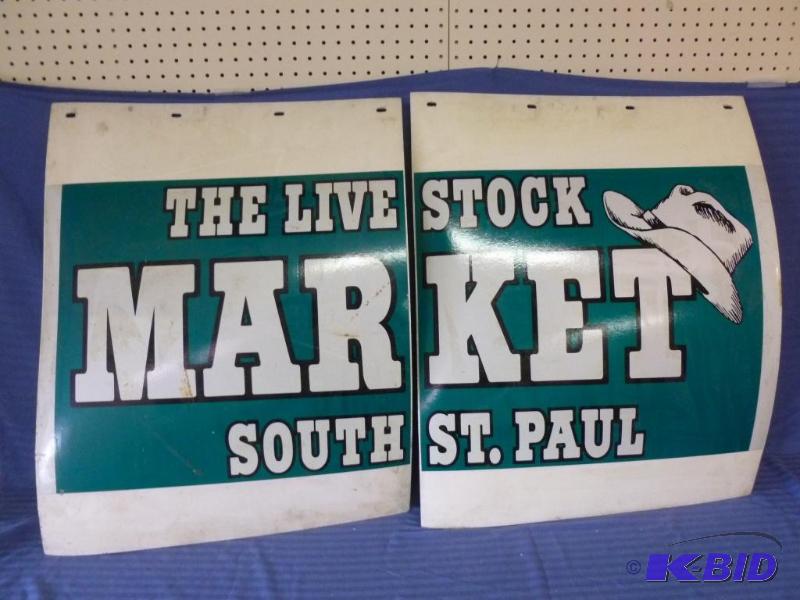 THE LIVE STOCK
MARKET
SOUTH ST. PAUL
© K-BID